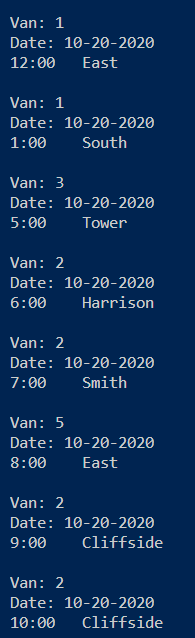 Van: 1
Date: 10-20-2020
12:00   East

Van: 1
Date: 10-20-2020
1:00    South

Van: 3
Date: 10-20-2020
5:00    Tower

Van: 2
Date: 10-20-2020
6:00    Harrison

Van: 2
Date: 10-20-2020
7:00    Smith

Van: 5
Date: 10-20-2020
8:00    East

Van: 2
Date: 10-20-2020
9:00    Cliffside

Van: 2
Date: 10-20-2020
10:00   Cliffside